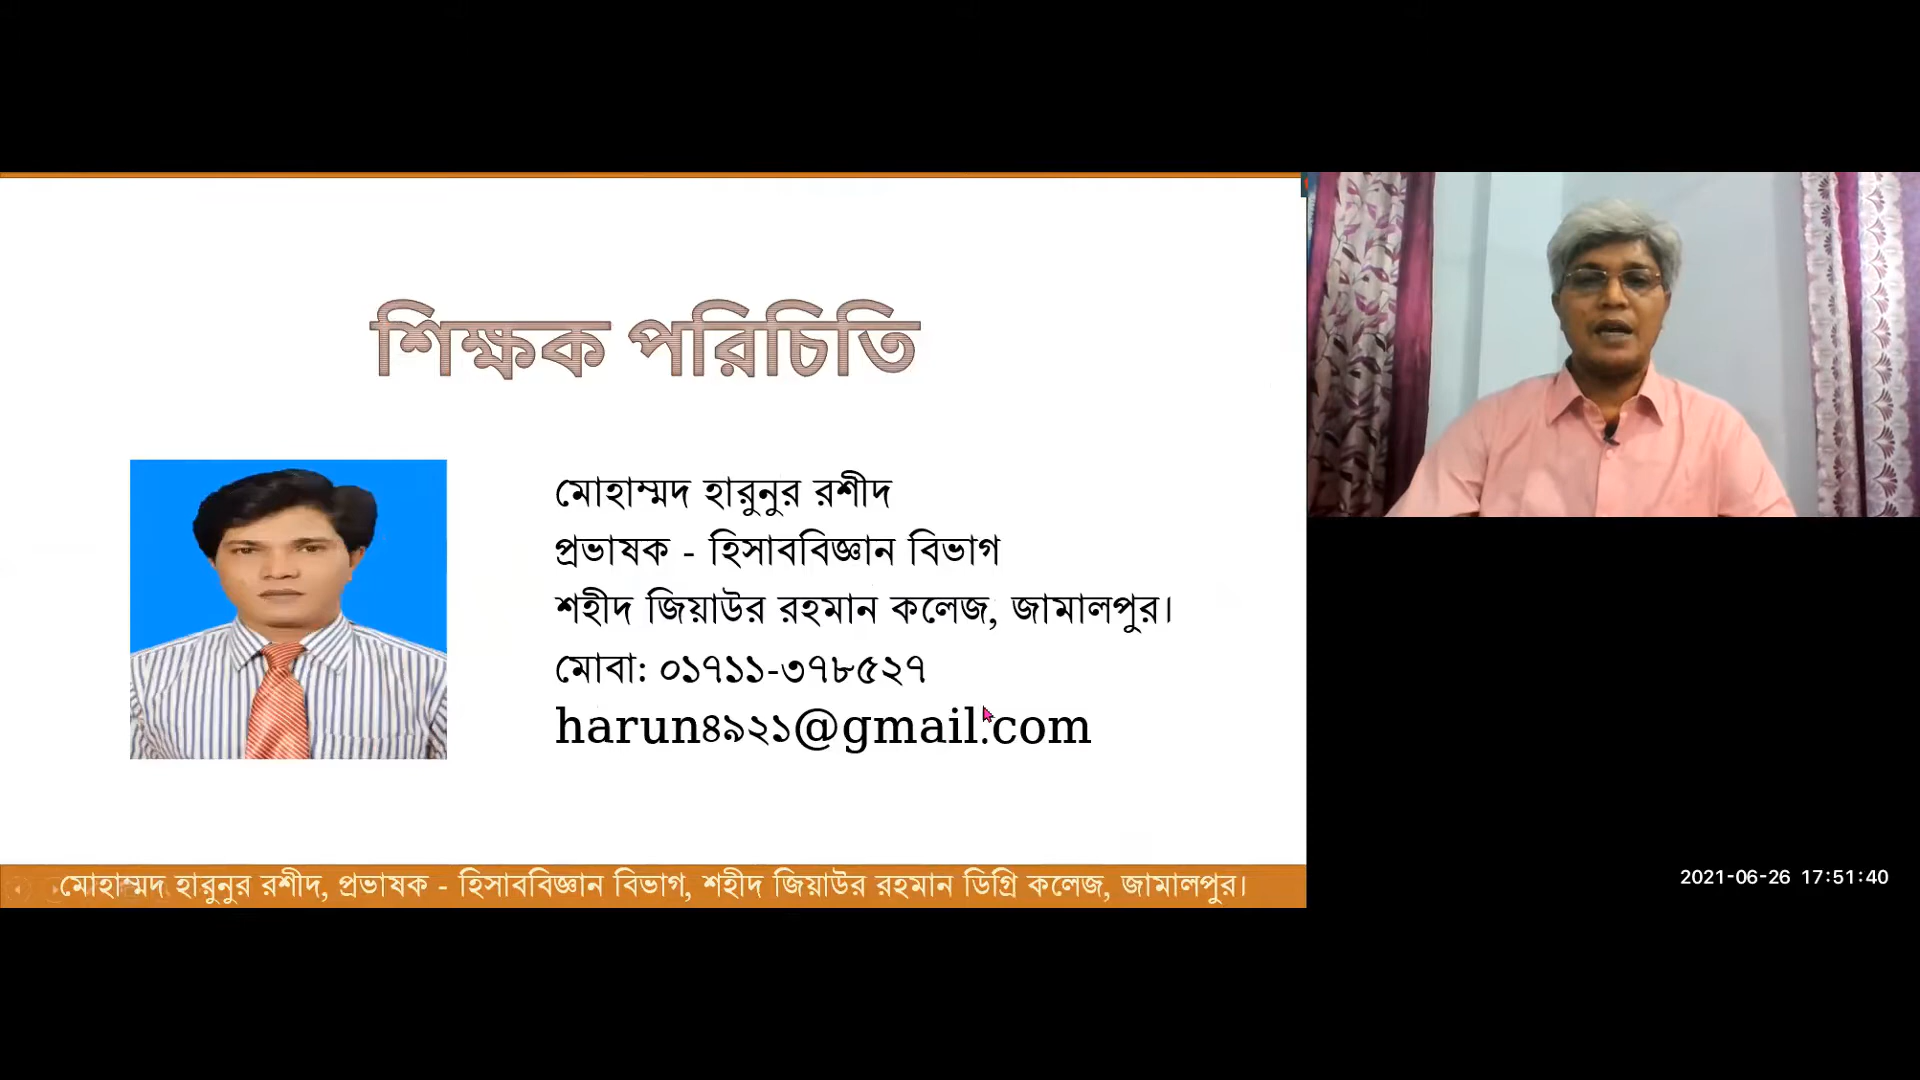 শিক্ষক পরিচিতি
মোহাম্মদ হারুনুর রশীদ
প্রভাষক - হিসাববিজ্ঞান বিভাগ
শহীদ জিয়াউর রহমান কলেজ, জামালপুর।
মোবা: ০১৭১১-৩৭৮৫২৭
harun৪৯২১@gmail.com
মোহাম্মদ হারুনুর রশীদ, প্রভাষক - হিসাববিজ্ঞান বিভাগ, শহীদ জিয়াউর রহমান ডিগ্রি কলেজ, জামালপুর।
2021-06-26 17:51:40